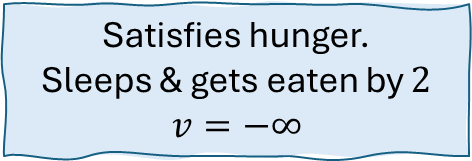 Satisfies hunger.
Sleeps & gets eaten by 2
v = −∞